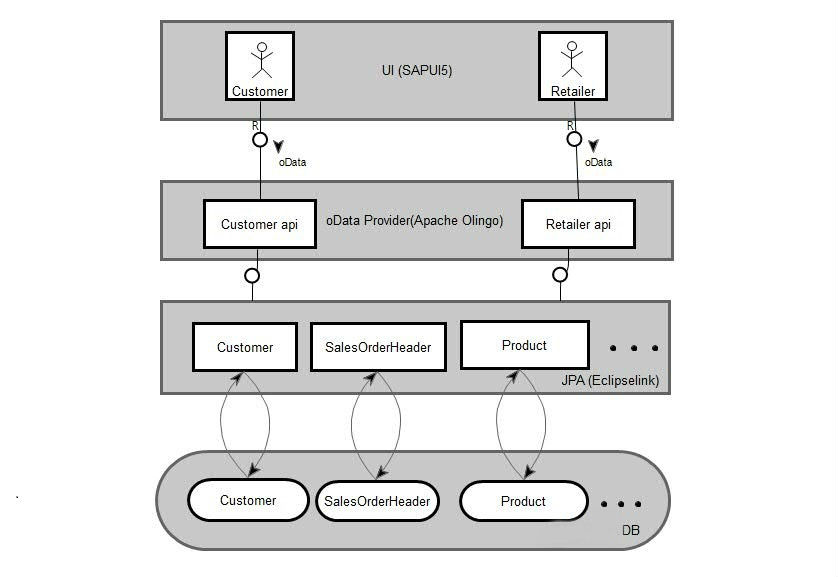 UI (SAPUI5)
Customer
Retailer
R
R
oData
oData
Customer api
oData Provider(Apache Olingo)
Retailer api
Customer
SalesOrderHeader
Product
JPA (Eclipselink)
Customer
SalesOrderHeader
Product
DB